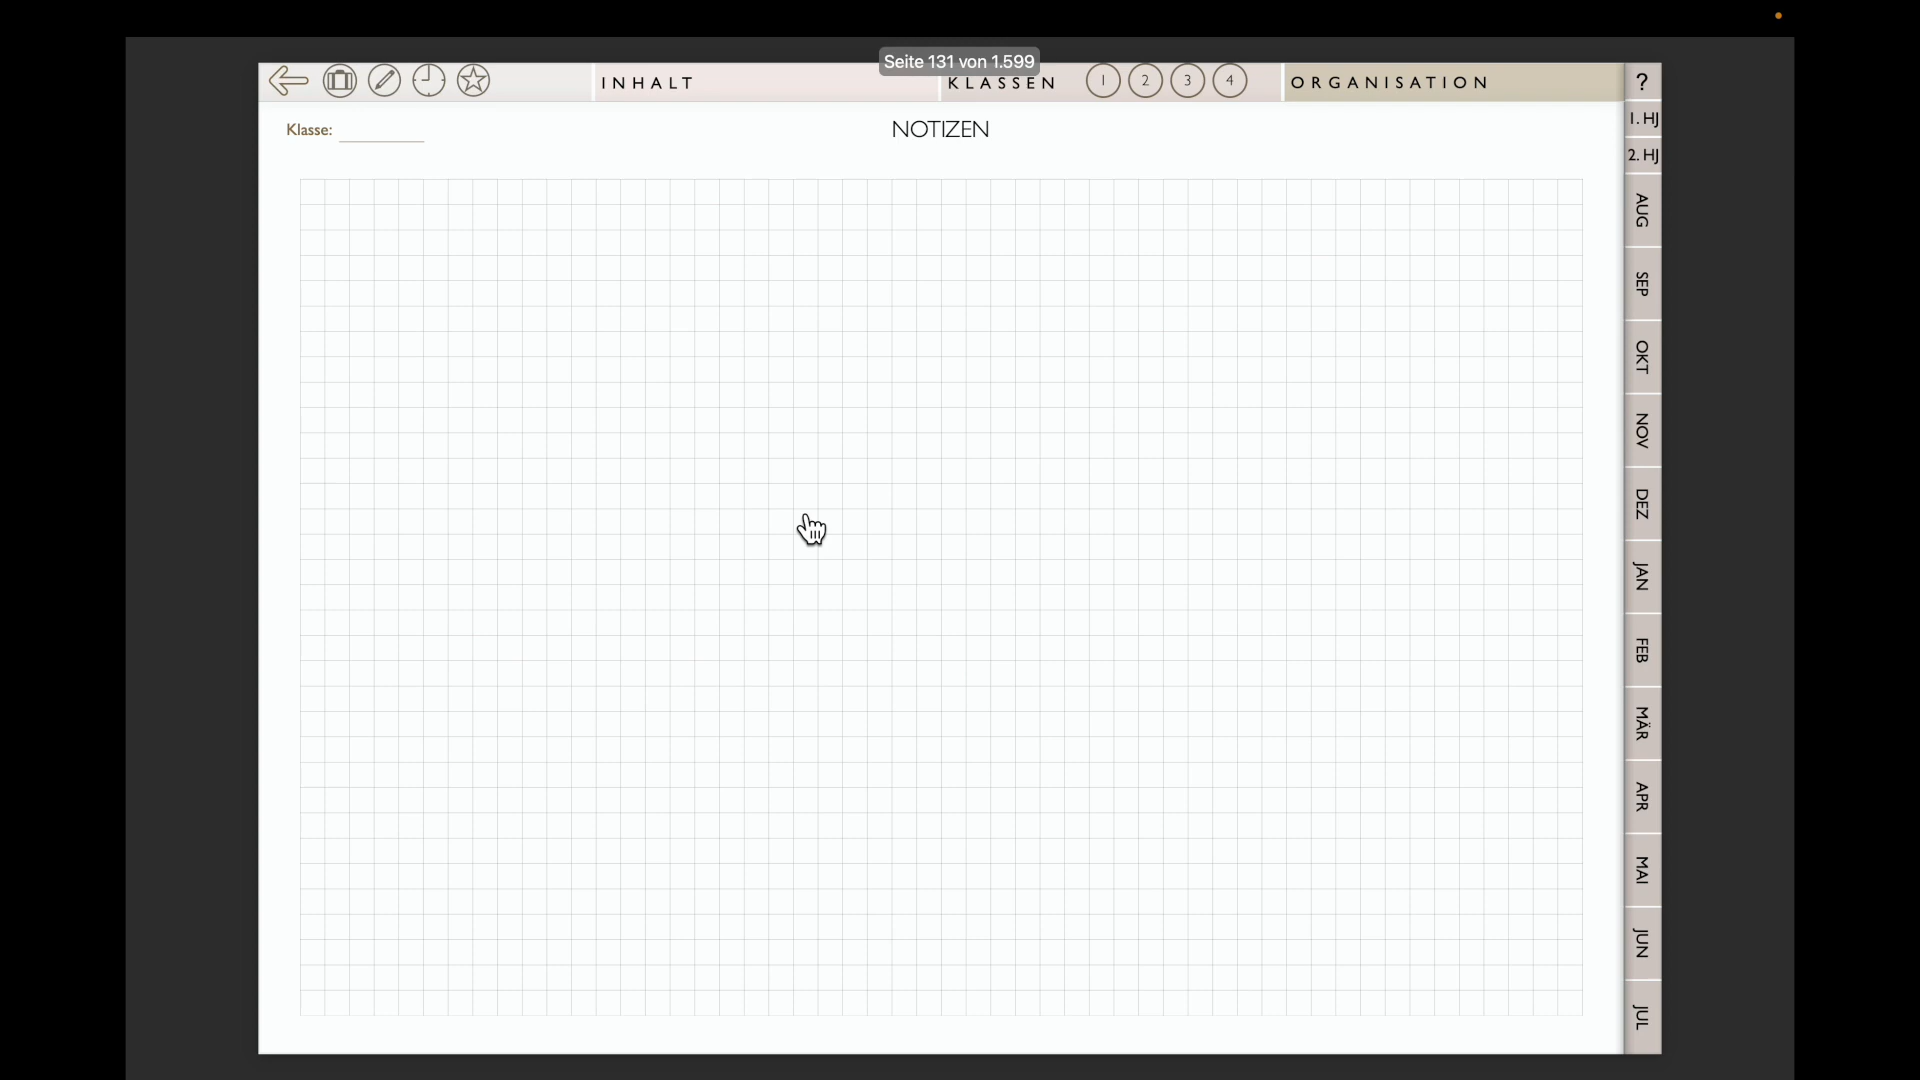 Seite 131 von 1.599
INHALT
KLASSEN 1 2 3 4
ORGANISATION
?
Klasse:
NOTIZEN
1. HJ
2. HJ
AUG
SEP
OKT
NOV
DEZ
JAN
FEB
MÄR
APR
MAI
JUN
JUL